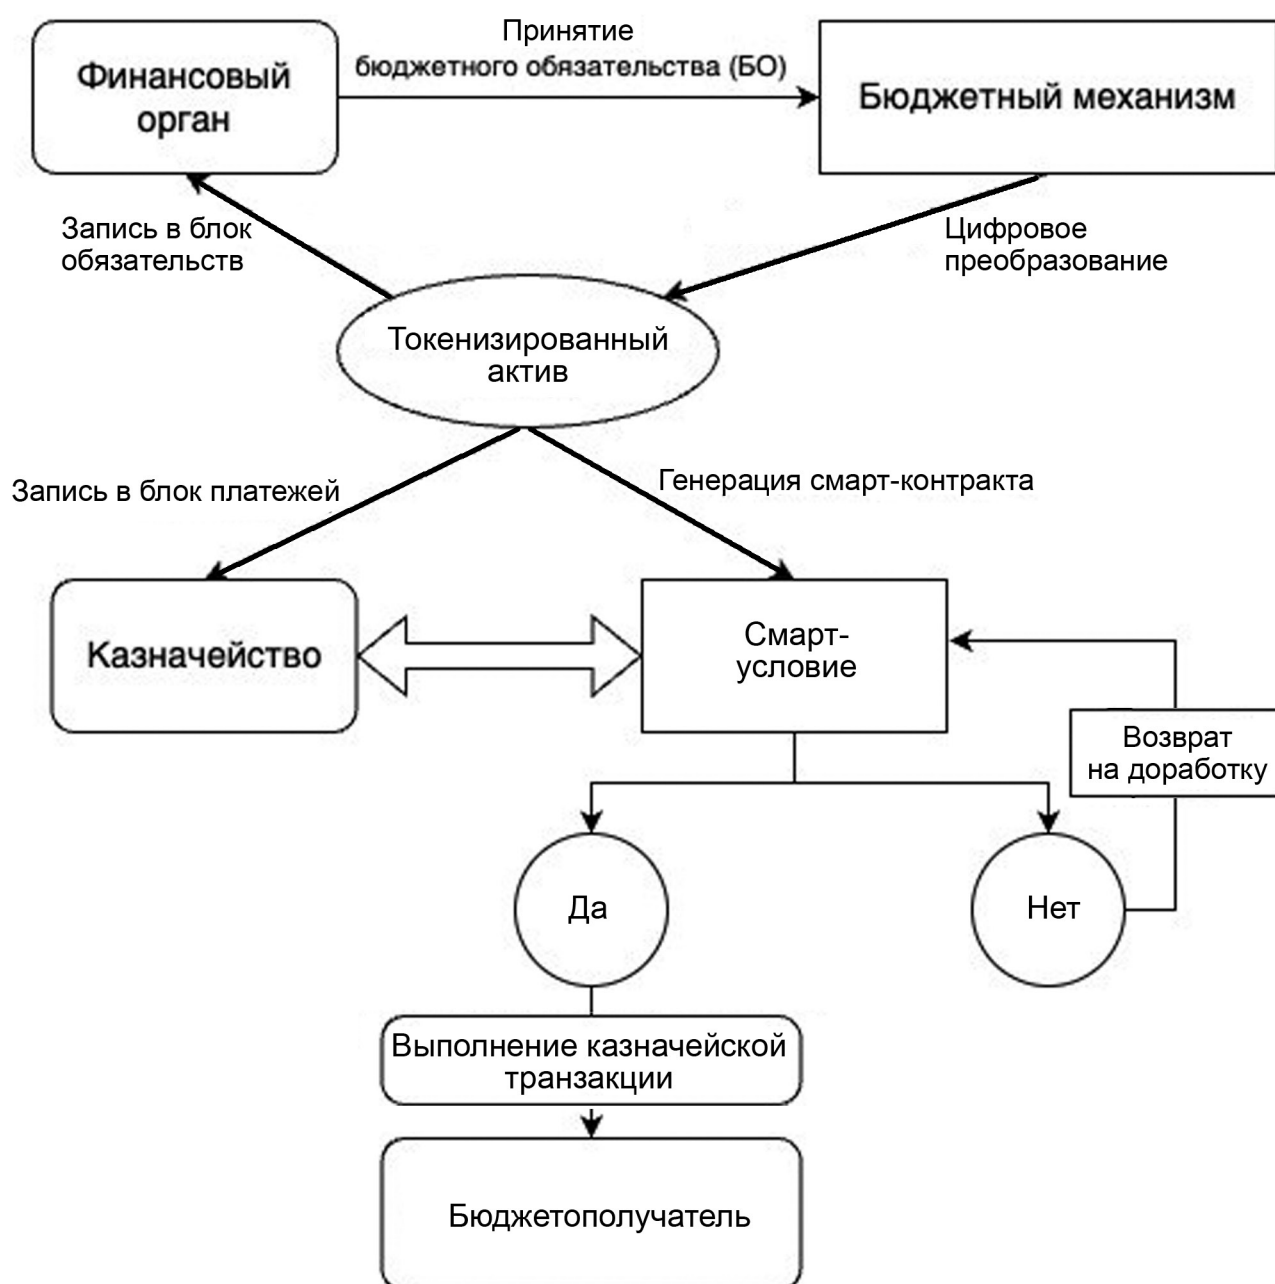 Принятие
бюджетного обязательства (БО)
Финансовый
орган
Бюджетный механизм
Запись в блок
обязательств
Цифровое
преобразование
Токенизированный
актив
Запись в блок платежей
Генерация смарт-контракта
Казначейство
Смарт-
условие
Возврат
на доработку
Да
Нет
Выполнение казначейской
транзакции
Бюджетополучатель